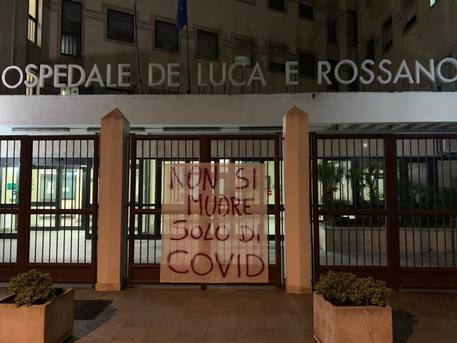 OSPEDALE DE LUCA E ROSSANO
NON SI
MUORE
SOLO DI
COVID